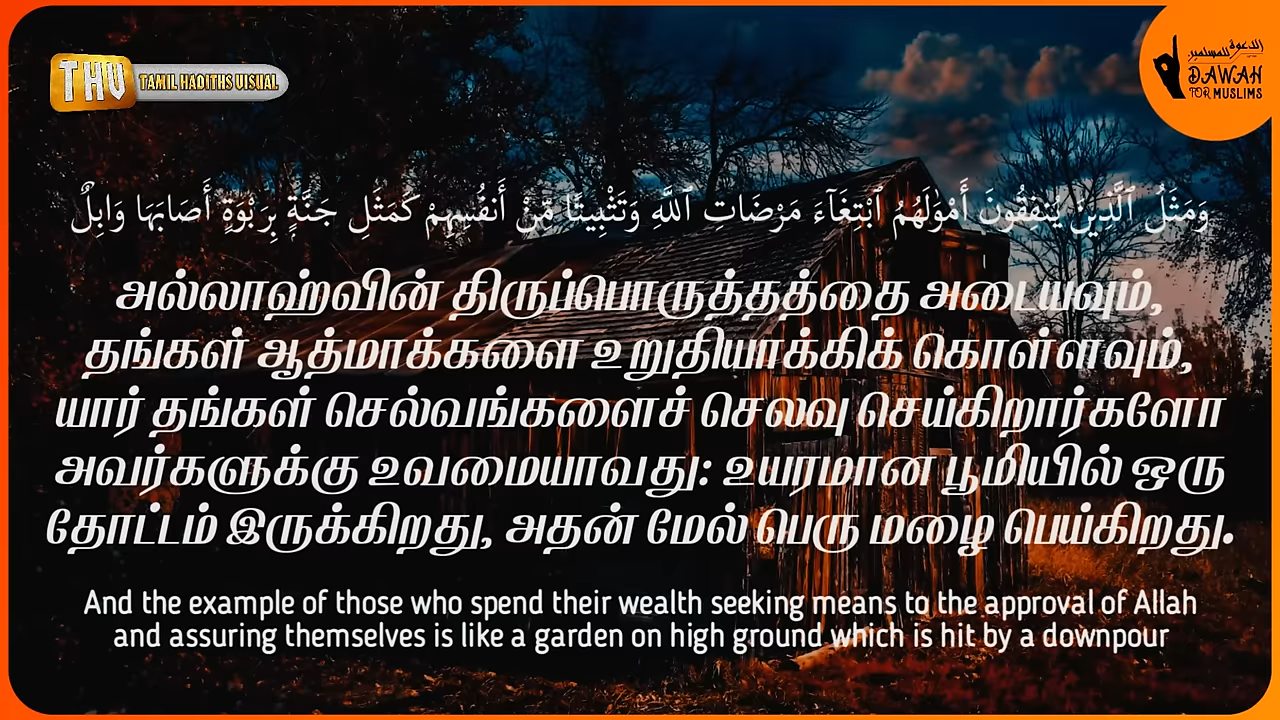 THV
TAMIL HADITHS VISUAL
الدعوة للمسلمين
DAWAH
FOR MUSLIMS
وَمَثَلُ ٱلَّذِينَ يُنفِقُونَ أَمْوَٰلَهُمُ ٱبْتِغَآءَ مَرْضَاتِ ٱللَّهِ وَتَثْبِيتًا مِّنْ أَنفُسِهِمْ كَمَثَلِ جَنَّةٍۭ بِرَبْوَةٍ أَصَابَهَا وَابِلٌ
அல்லாஹ்வின் திருப்பொருத்தத்தை அடையவும்,
தங்கள் ஆத்மாக்களை உறுதியாக்கிக் கொள்ளவும்,
யார் தங்கள் செல்வங்களைச் செலவு செய்கிறார்களோ
அவர்களுக்கு உவமையாவது: உயரமான பூமியில் ஒரு
தோட்டம் இருக்கிறது, அதன் மேல் பெரு மழை பெய்கிறது.
And the example of those who spend their wealth seeking means to the approval of Allah
and assuring themselves is like a garden on high ground which is hit by a downpour